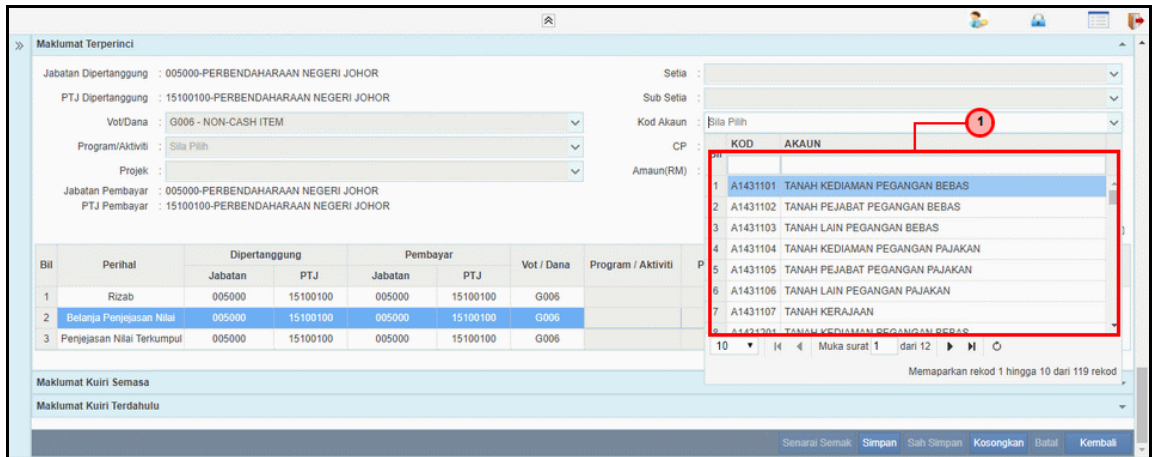 Maklumat Terperinci
Jabatan Dipertanggung : 005000-PERBENDAHARAAN NEGERI JOHOR
Setia :
PTJ Dipertanggung : 15100100-PERBENDAHARAAN NEGERI JOHOR
Sub Setia :
Vot/Dana : G006 - NON-CASH ITEM
Kod Akaun : Sila Pilih
1
Program/Aktiviti : Sila Pilih
CP :
Projek :
Amaun(RM) :
Jabatan Pembayar : 005000-PERBENDAHARAAN NEGERI JOHOR
PTJ Pembayar : 15100100-PERBENDAHARAAN NEGERI JOHOR
Bil KOD AKAUN
1 A1431101 TANAH KEDIAMAN PEGANGAN BEBAS
2 A1431102 TANAH PEJABAT PEGANGAN BEBAS
3 A1431103 TANAH LAIN PEGANGAN BEBAS
4 A1431104 TANAH KEDIAMAN PEGANGAN PAJAKAN
5 A1431105 TANAH PEJABAT PEGANGAN PAJAKAN
6 A1431106 TANAH LAIN PEGANGAN PAJAKAN
7 A1431107 TANAH KERAJAAN
8 A1431201 TANAH KEDIAMAN PEGANGAN BEBAS
10 Muka surat 1 dari 12
Memaparkan rekod 1 hingga 10 dari 119 rekod
Bil Perihal Dipertanggung Pembayar Vot / Dana Program / Aktiviti P
Jabatan PTJ Jabatan PTJ
1 Rizab 005000 15100100 005000 15100100 G006
2 Belanja Penjejasan Nilai 005000 15100100 005000 15100100 G006
3 Penjejasan Nilai Terkumpul 005000 15100100 005000 15100100 G006
Maklumat Kuiri Semasa
Maklumat Kuiri Terdahulu
Senarai Semak Simpan Sah Simpan Kosongkan Batal Kembali